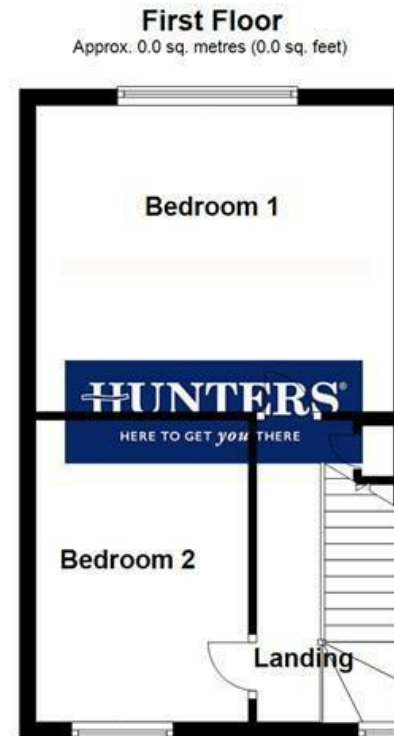 First Floor
Approx. 0.0 sq. metres (0.0 sq. feet)
Bedroom 1
HUNTERS®
HERE TO GET you THERE
Bedroom 2
Landing